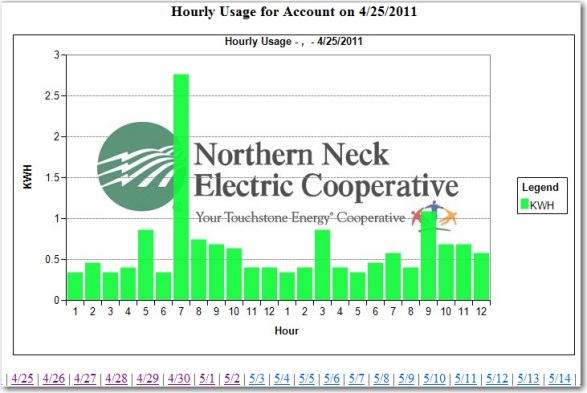 Hourly Usage for Account on 4/25/2011
Hourly Usage - , - 4/25/2011
3
2.5
2
1.5
1
0.5
0
KWH
Northern Neck
Electric Cooperative
Your Touchstone Energy® Cooperative
Legend
KWH
1 2 3 4 5 6 7 8 9 10 11 12 1 2 3 4 5 6 7 8 9 10 11 12
Hour
| 4/25 | 4/26 | 4/27 | 4/28 | 4/29 | 4/30 | 5/1 | 5/2 | 5/3 | 5/4 | 5/5 | 5/6 | 5/7 | 5/8 | 5/9 | 5/10 | 5/11 | 5/12 | 5/13 | 5/14 |